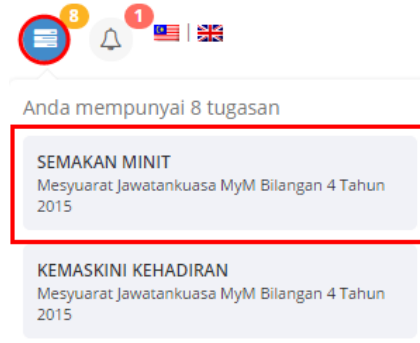 8 1
|
Anda mempunyai 8 tugasan
SEMAKAN MINIT
Mesyuarat Jawatankuasa MyM Bilangan 4 Tahun
2015
KEMASKINI KEHADIRAN
Mesyuarat Jawatankuasa MyM Bilangan 4 Tahun
2015